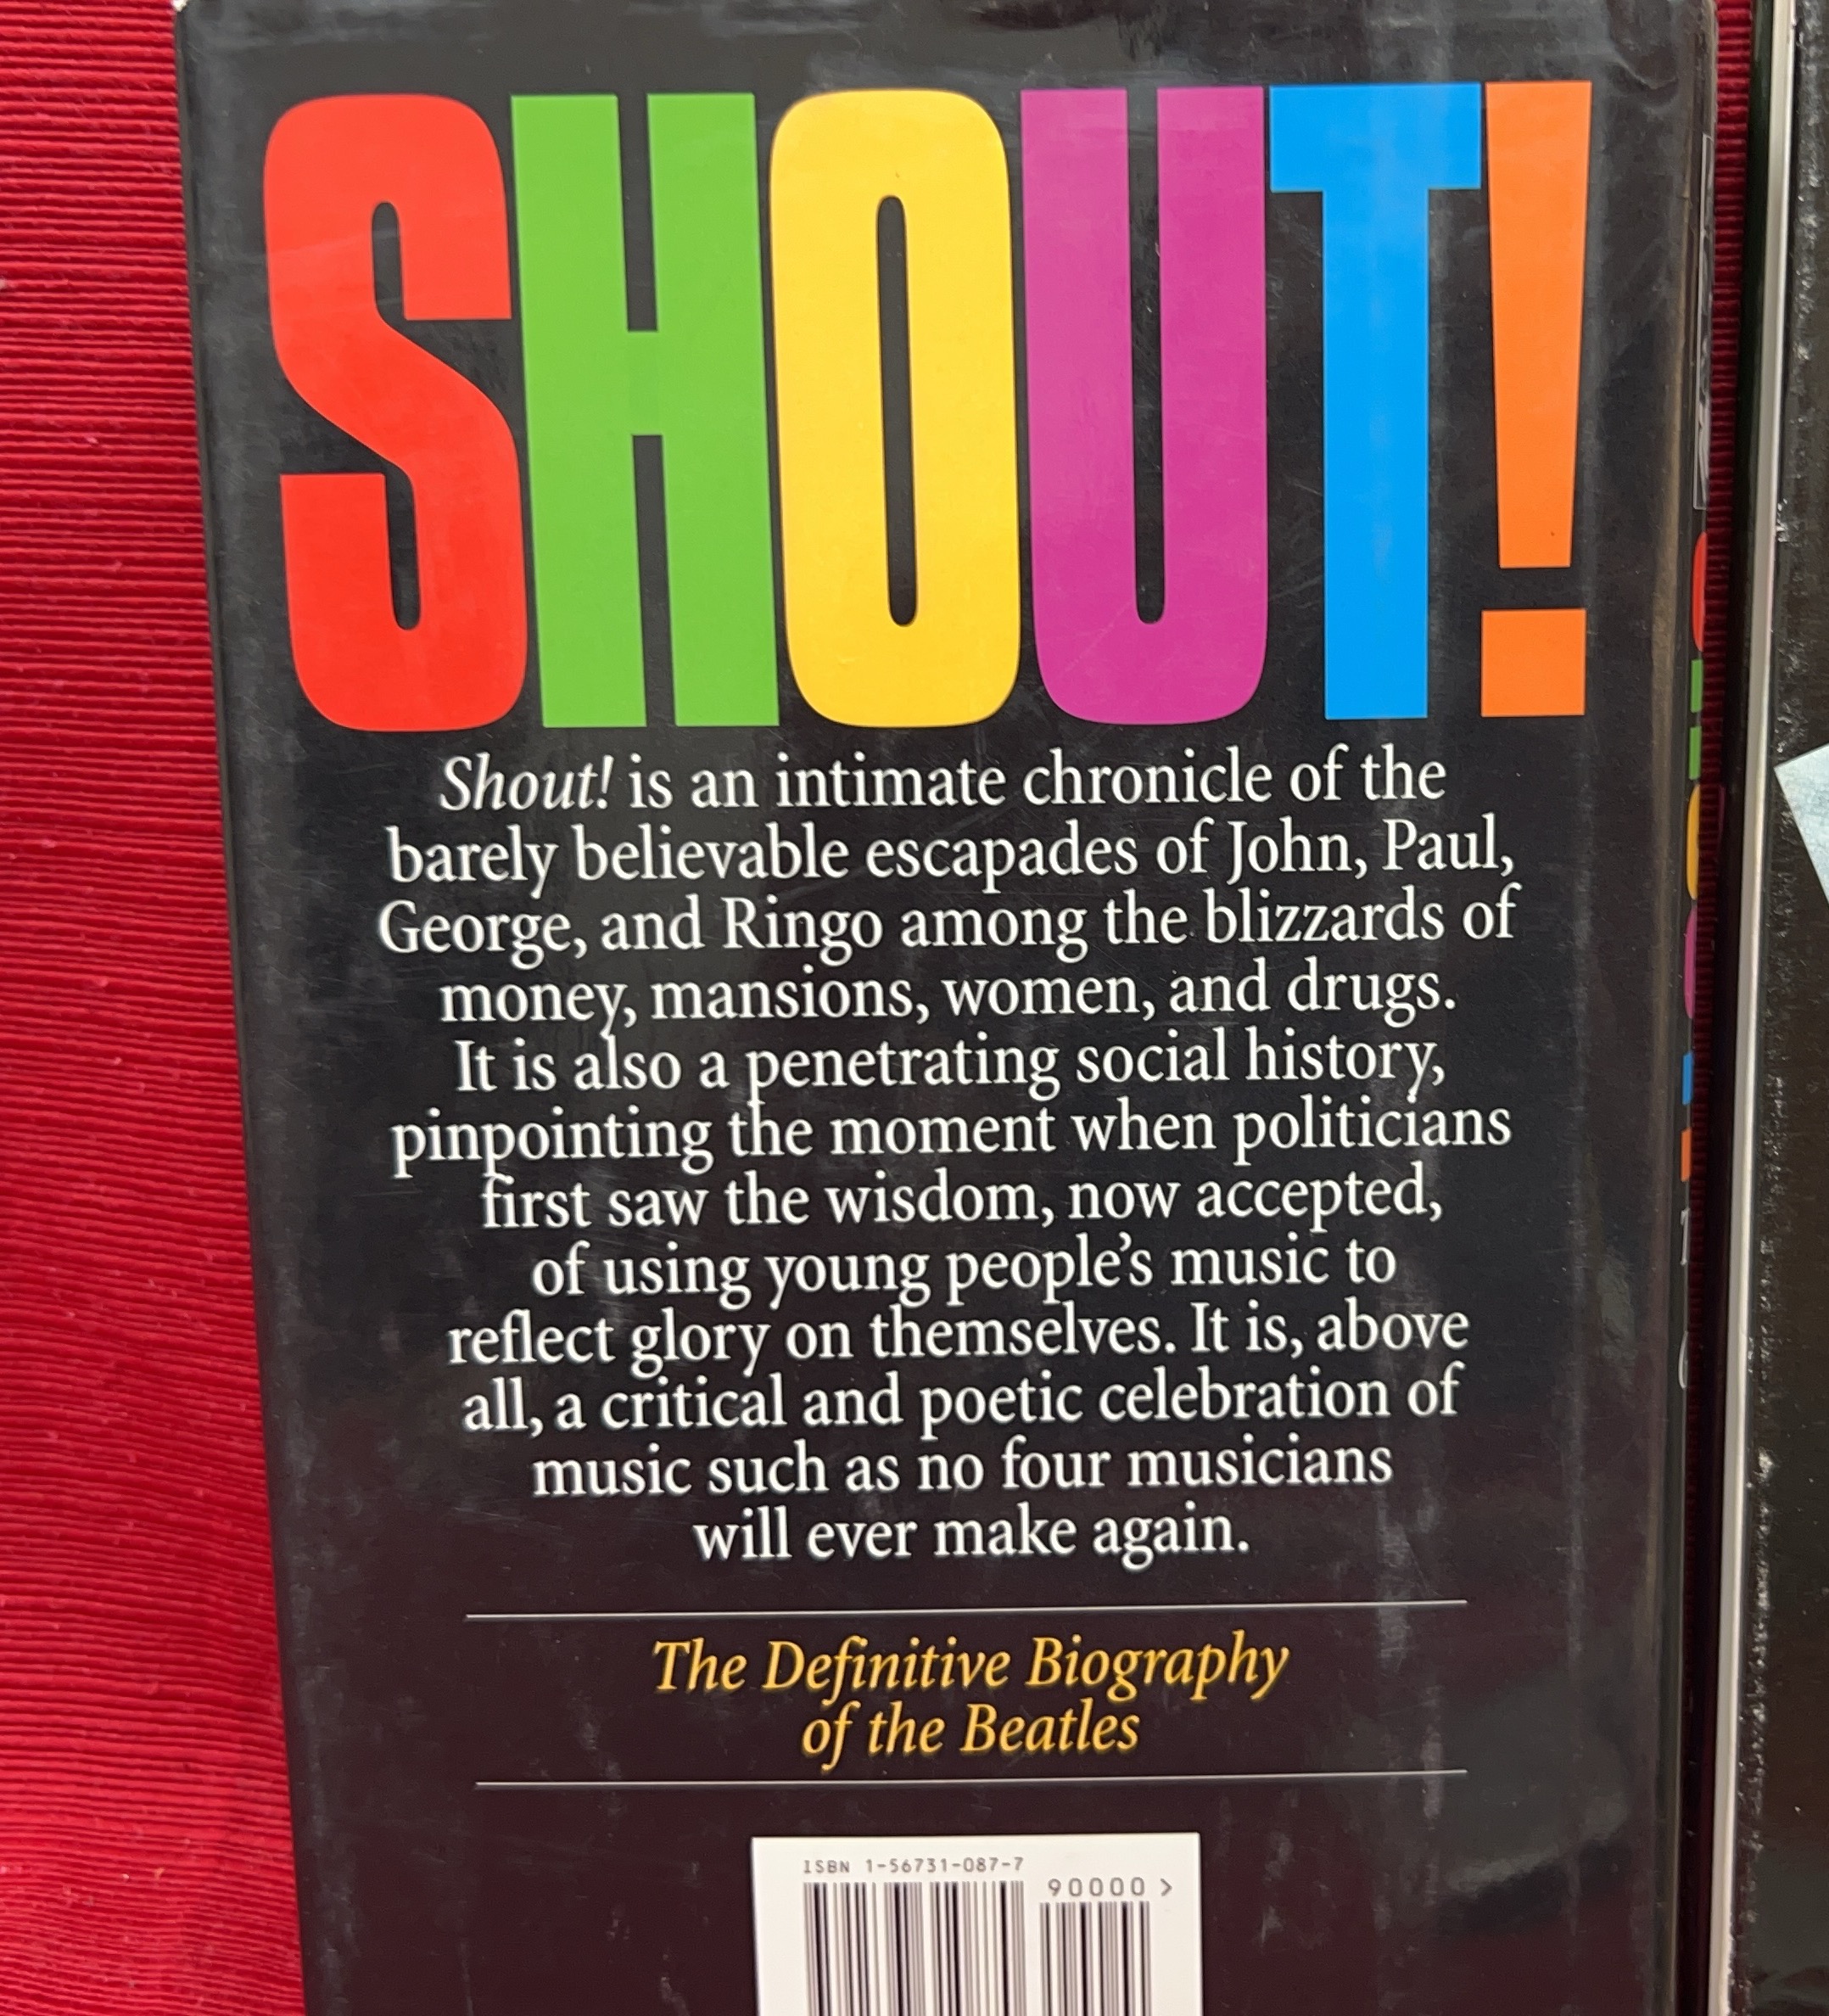 SHOUT!
Shout! is an intimate chronicle of the
barely believable escapades of John, Paul,
George, and Ringo among the blizzards of
money, mansions, women, and drugs.
It is also a penetrating social history,
pinpointing the moment when politicians
first saw the wisdom, now accepted,
of using young people’s music to
reflect glory on themselves. It is, above
all, a critical and poetic celebration of
music such as no four musicians
will ever make again.
The Definitive Biography
of the Beatles
ISBN 1-56731-087-7
90000 >